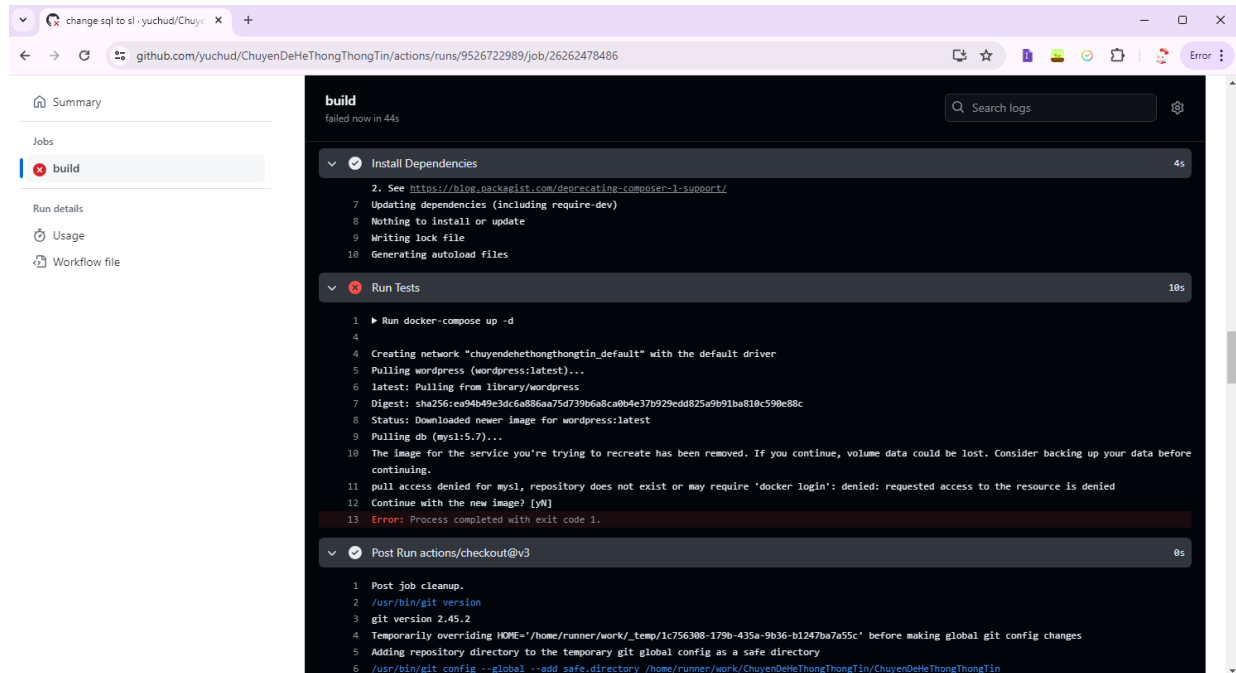 change sql to sl · yuchud/Chuye
github.com/yuchud/ChuyenDeHeThongThongTin/actions/runs/9526722989/job/26262478486
Error
Summary
Jobs
build
Run details
Usage
Workflow file
build
failed now in 44s
Search logs
Install Dependencies 4s
2. See https://blog.packagist.com/deprecating-composer-1-support/
7 Updating dependencies (including require-dev)
8 Nothing to install or update
9 Writing lock file
10 Generating autoload files
Run Tests 10s
1 Run docker-compose up -d
4
4 Creating network "chuyendehethongthongtin_default" with the default driver
5 Pulling wordpress (wordpress:latest)...
6 latest: Pulling from library/wordpress
7 Digest: sha256:ea94b49e3dc6a886aa75d739b6a8ca0b4e37b929edd825a9b91ba810c590e88c
8 Status: Downloaded newer image for wordpress:latest
9 Pulling db (mysl:5.7)...
10 The image for the service you're trying to recreate has been removed. If you continue, volume data could be lost. Consider backing up your data before
continuing.
11 pull access denied for mysl, repository does not exist or may require 'docker login': denied: requested access to the resource is denied
12 Continue with the new image? [yN]
13 Error: Process completed with exit code 1.
Post Run actions/checkout@v3 0s
1 Post job cleanup.
2 /usr/bin/git version
3 git version 2.45.2
4 Temporarily overriding HOME='/home/runner/work/_temp/1c756308-179b-435a-9b36-b1247ba7a55c' before making global git config changes
5 Adding repository directory to the temporary git global config as a safe directory
6 /usr/bin/git config --global --add safe.directory /home/runner/work/ChuyenDeHeThongThongTin/ChuyenDeHeThongThongTin